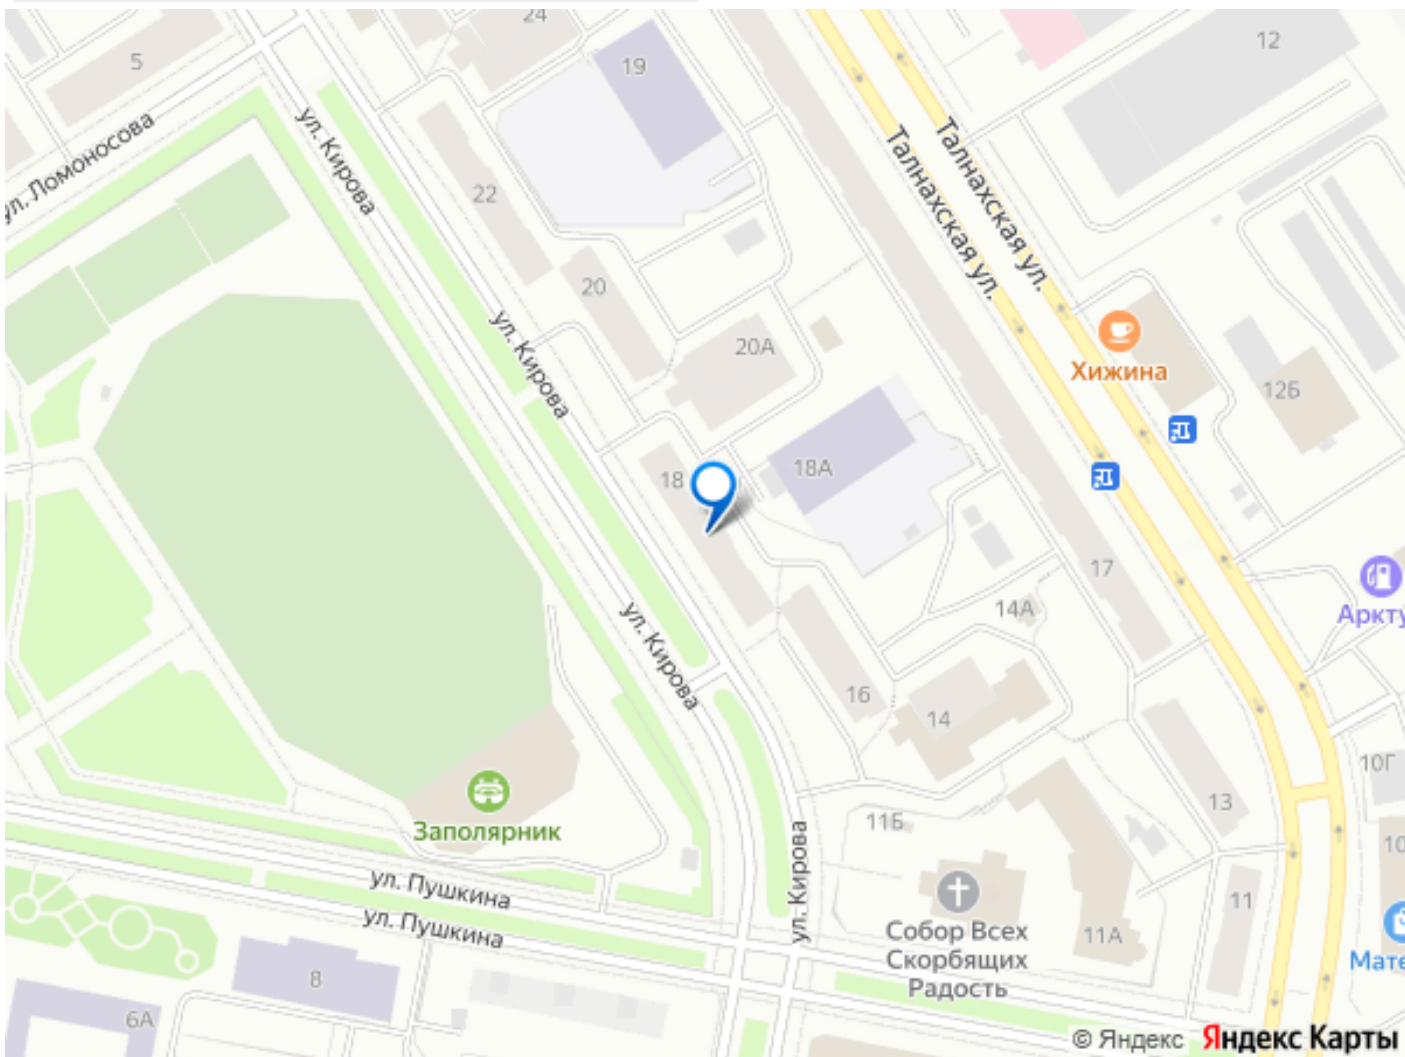 24
12
5
19
ул. Ломоносова
ул. Кирова
Талнахская ул.
Талнахская ул.
22
20
ул. Кирова
20А
Хижина
12Б
18
18А
17
14А
Аркту
ул. Кирова
16
14
10Г
13
11Б
Заполярник
ул. Кирова
10
ул. Пушкина
ул. Пушкина
11
Собор Всех
Скорбящих
Радость
11А
Мате
8
6А
© Яндекс Яндекс Карты